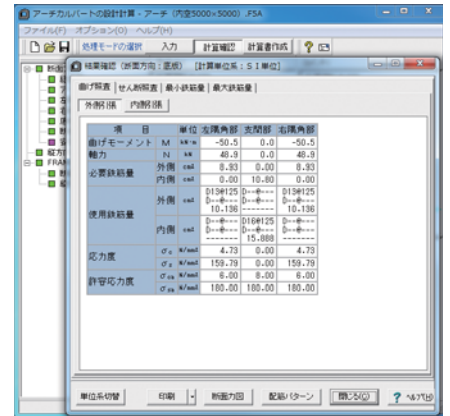 アーチカルバートの設計計算 - アーチ (内空5000×5000) .FSA
ファイル(F) オプション(O) ヘルプ(H)
処理モードの選択 入力 計算確認 計算書作成 ?
結果確認 (断面方向:底版) [計算単位系:SI単位]
曲げ照査 せん断照査 最小鉄筋量 最大鉄筋量
外側引張 内側引張
項 目 単位 左隅角部 支間部 右隅角部
曲げモーメント M kN・m -50.5 0.0 -50.5
軸力 N kN 48.9 0.0 48.9
必要鉄筋量 外側 cm2 8.93 0.00 8.93
内側 cm2 0.00 10.80 0.00
使用鉄筋量 外側 cm2 D13@125 D--@--- D13@125
D--@--- D--@--- D--@---
10.136 ------- 10.136
内側 cm2 D--@--- D16@125 D--@---
D--@--- D--@--- D--@---
------- 15.888 -------
応力度 σc N/mm2 4.73 0.00 4.73
σs N/mm2 159.79 0.00 159.79
許容応力度 σca N/mm2 6.00 8.00 6.00
σsa N/mm2 180.00 180.00 180.00
縦方
FRAN
単位系切替 印刷 断面力図 配筋パターン 閉じる(C) ? ヘルプ(H)